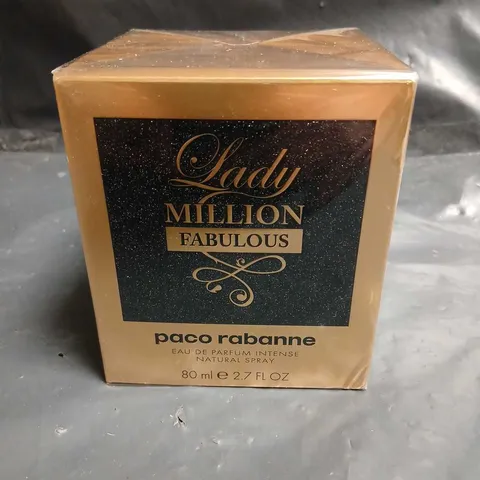 Lady
MILLION
FABULOUS
paco rabanne
EAU DE PARFUM INTENSE
NATURAL SPRAY
80 ml e 2.7 FL OZ